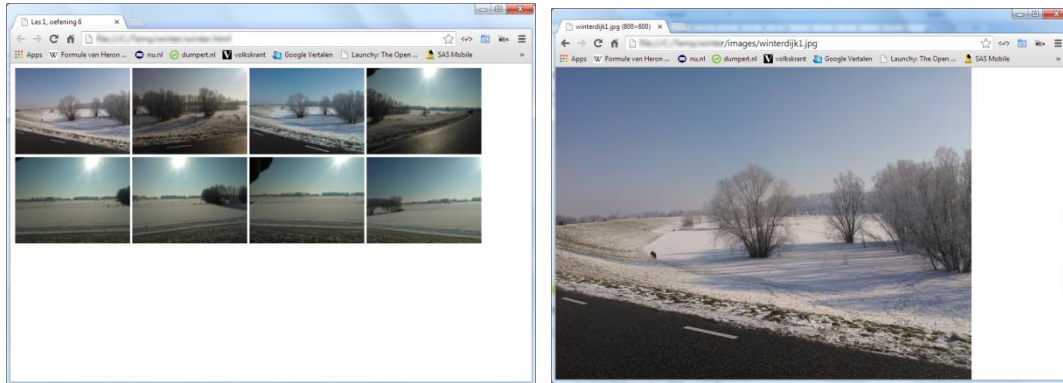 Les 1, oefening 6
Apps Formule van Heron ... nu.nl dumpert.nl volkskrant Google Vertalen Launchy: The Open ... SAS Mobile »
winterdijk1.jpg (800×600)
r/images/winterdijk1.jpg
Apps Formule van Heron ... nu.nl dumpert.nl volkskrant Google Vertalen Launchy: The Open ... SAS Mobile »